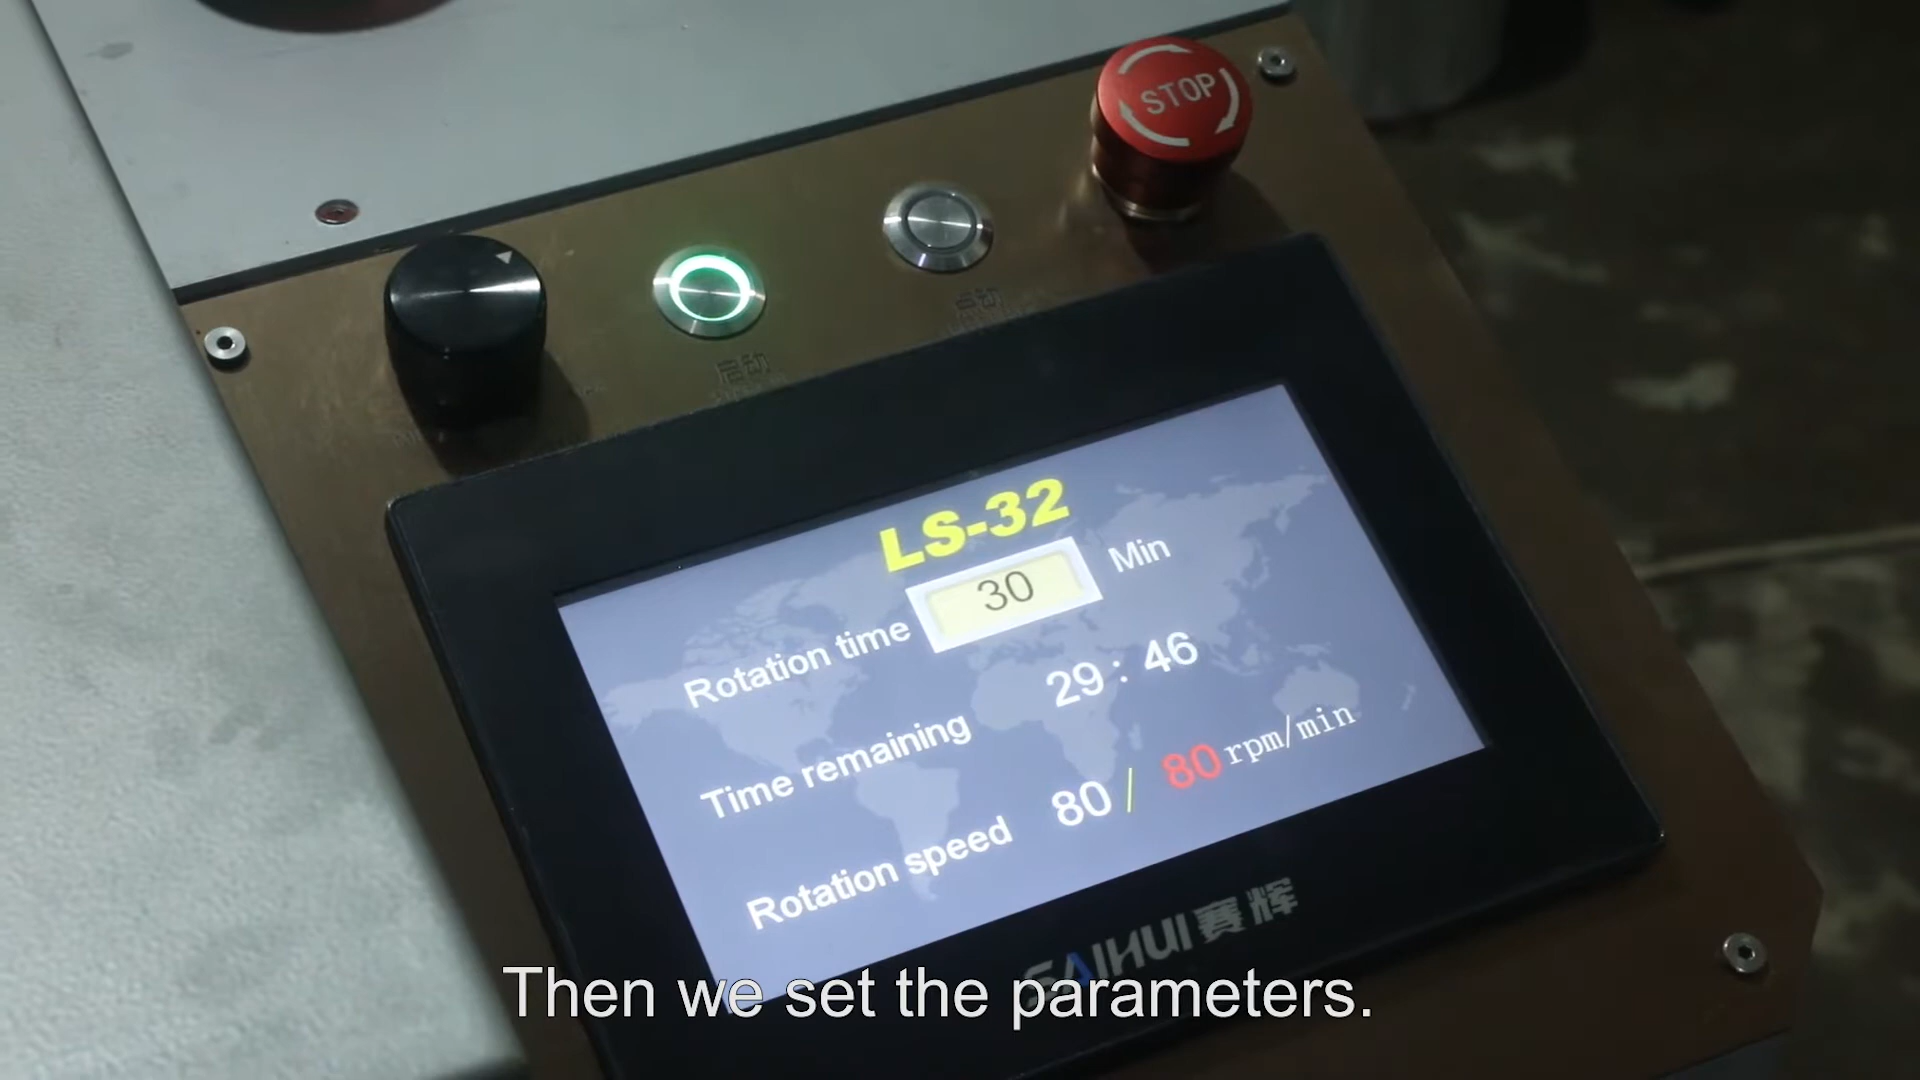 STOP
点动
启动
LS-32
Rotation time 30 Min
Time remaining 29 : 46
Rotation speed 80 / 80 rpm/min
SAIHUI 赛辉
Then we set the parameters.